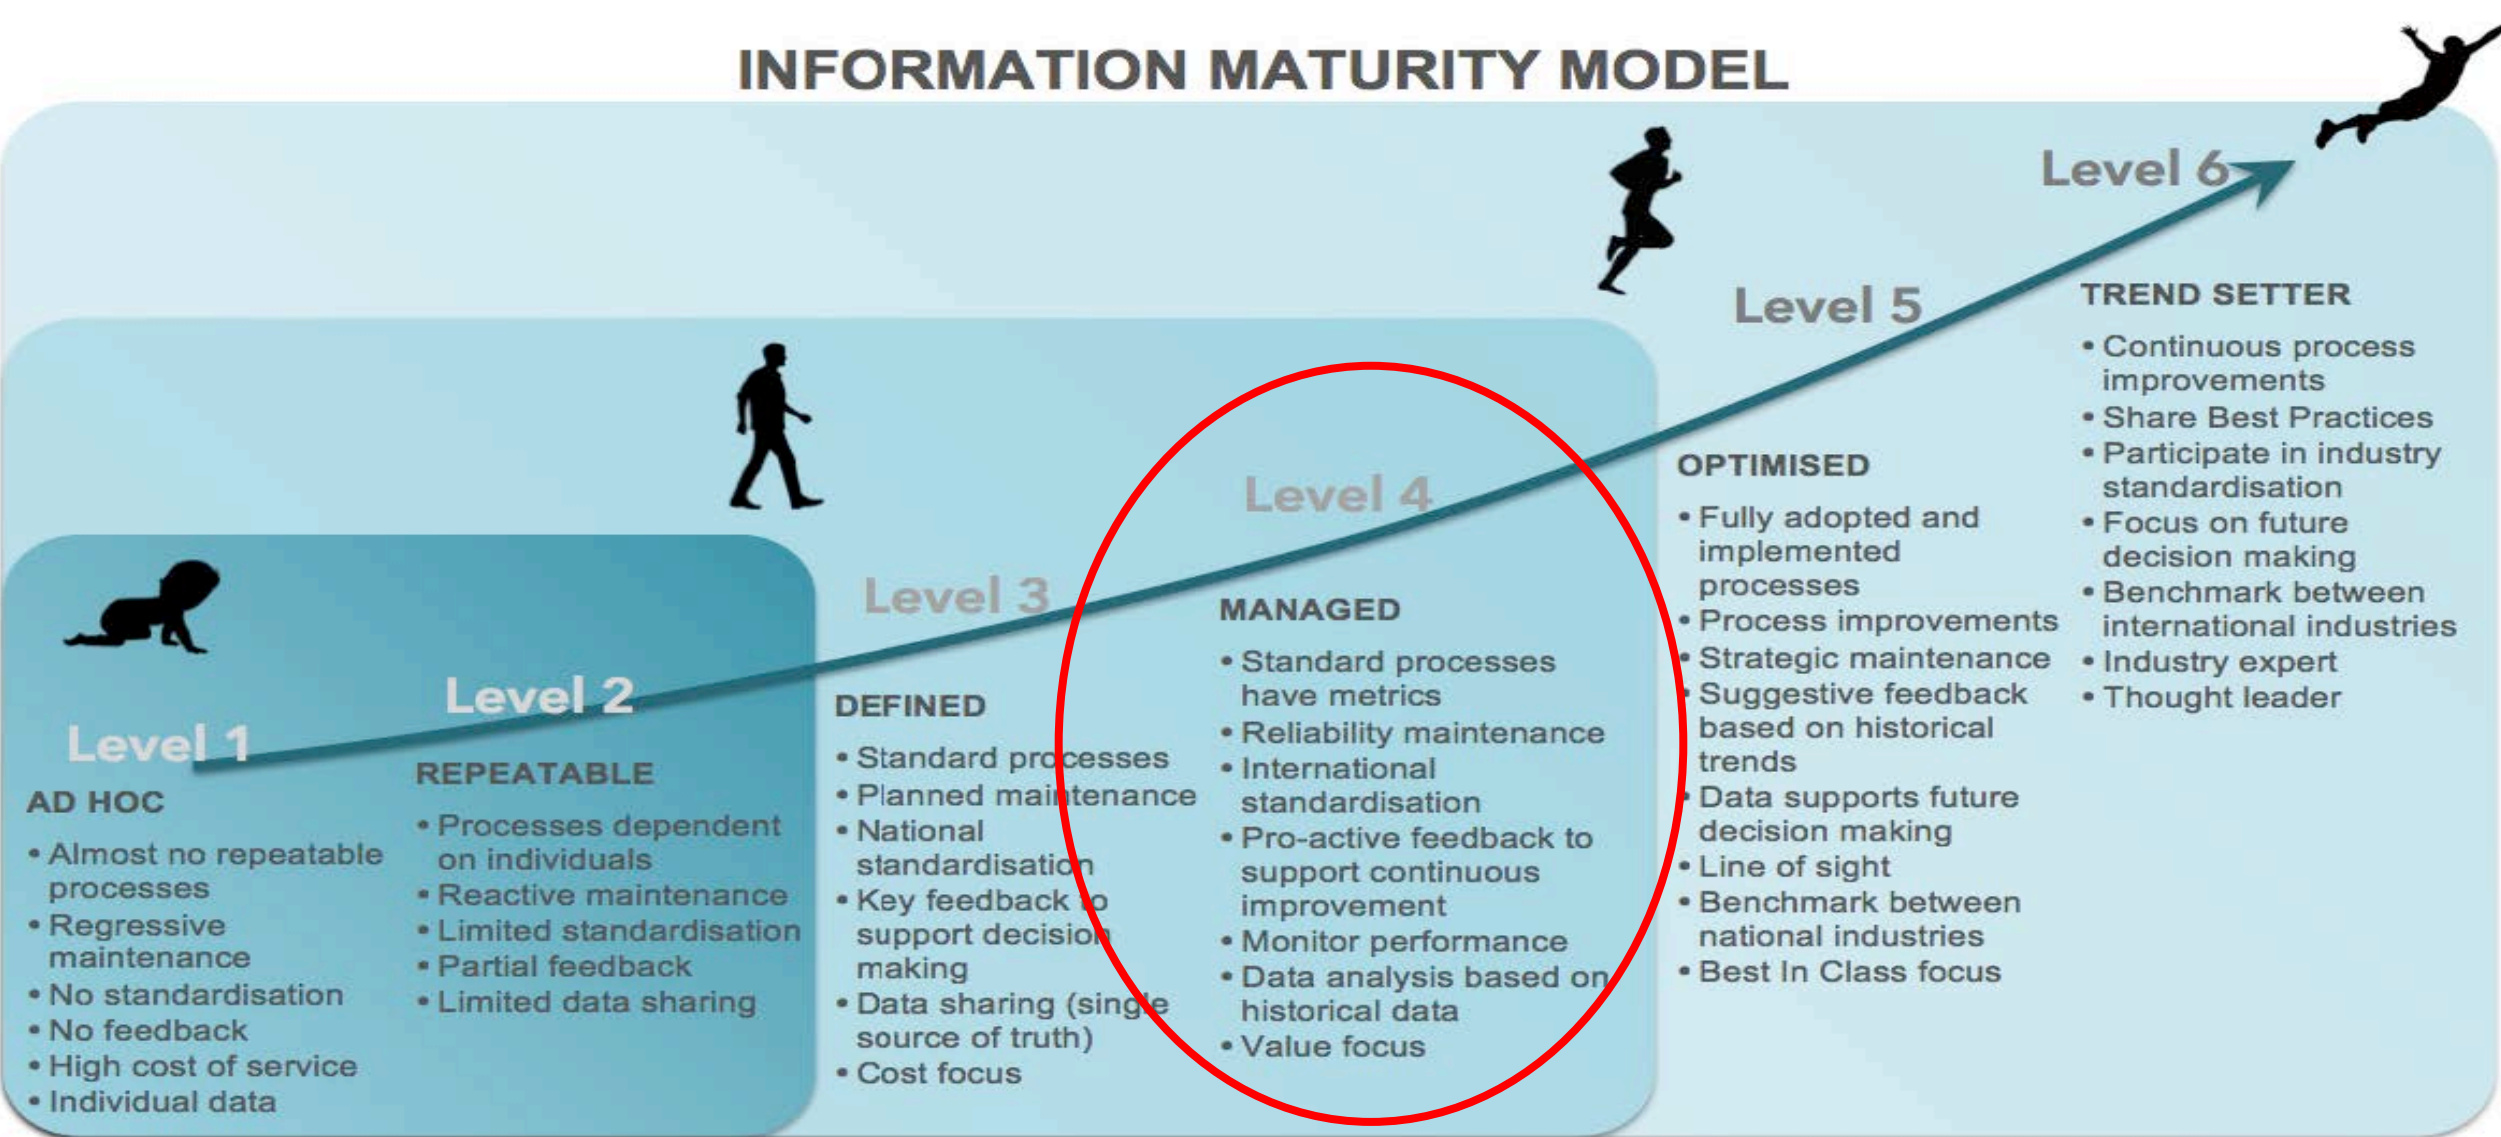 INFORMATION MATURITY MODEL
Level 1
AD HOC
• Almost no repeatable
processes
• Regressive
maintenance
• No standardisation
• No feedback
• High cost of service
• Individual data
Level 2
REPEATABLE
• Processes dependent
on individuals
• Reactive maintenance
• Limited standardisation
• Partial feedback
• Limited data sharing
Level 3
DEFINED
• Standard processes
• Planned maintenance
• National
standardisation
• Key feedback to
support decision
making
• Data sharing (single
source of truth)
• Cost focus
Level 4
MANAGED
• Standard processes
have metrics
• Reliability maintenance
• International
standardisation
• Pro-active feedback to
support continuous
improvement
• Monitor performance
• Data analysis based on
historical data
• Value focus
Level 5
OPTIMISED
• Fully adopted and
implemented
processes
• Process improvements
• Strategic maintenance
• Suggestive feedback
based on historical
trends
• Data supports future
decision making
• Line of sight
• Benchmark between
national industries
• Best In Class focus
Level 6
TREND SETTER
• Continuous process
improvements
• Share Best Practices
• Participate in industry
standardisation
• Focus on future
decision making
• Benchmark between
international industries
• Industry expert
• Thought leader